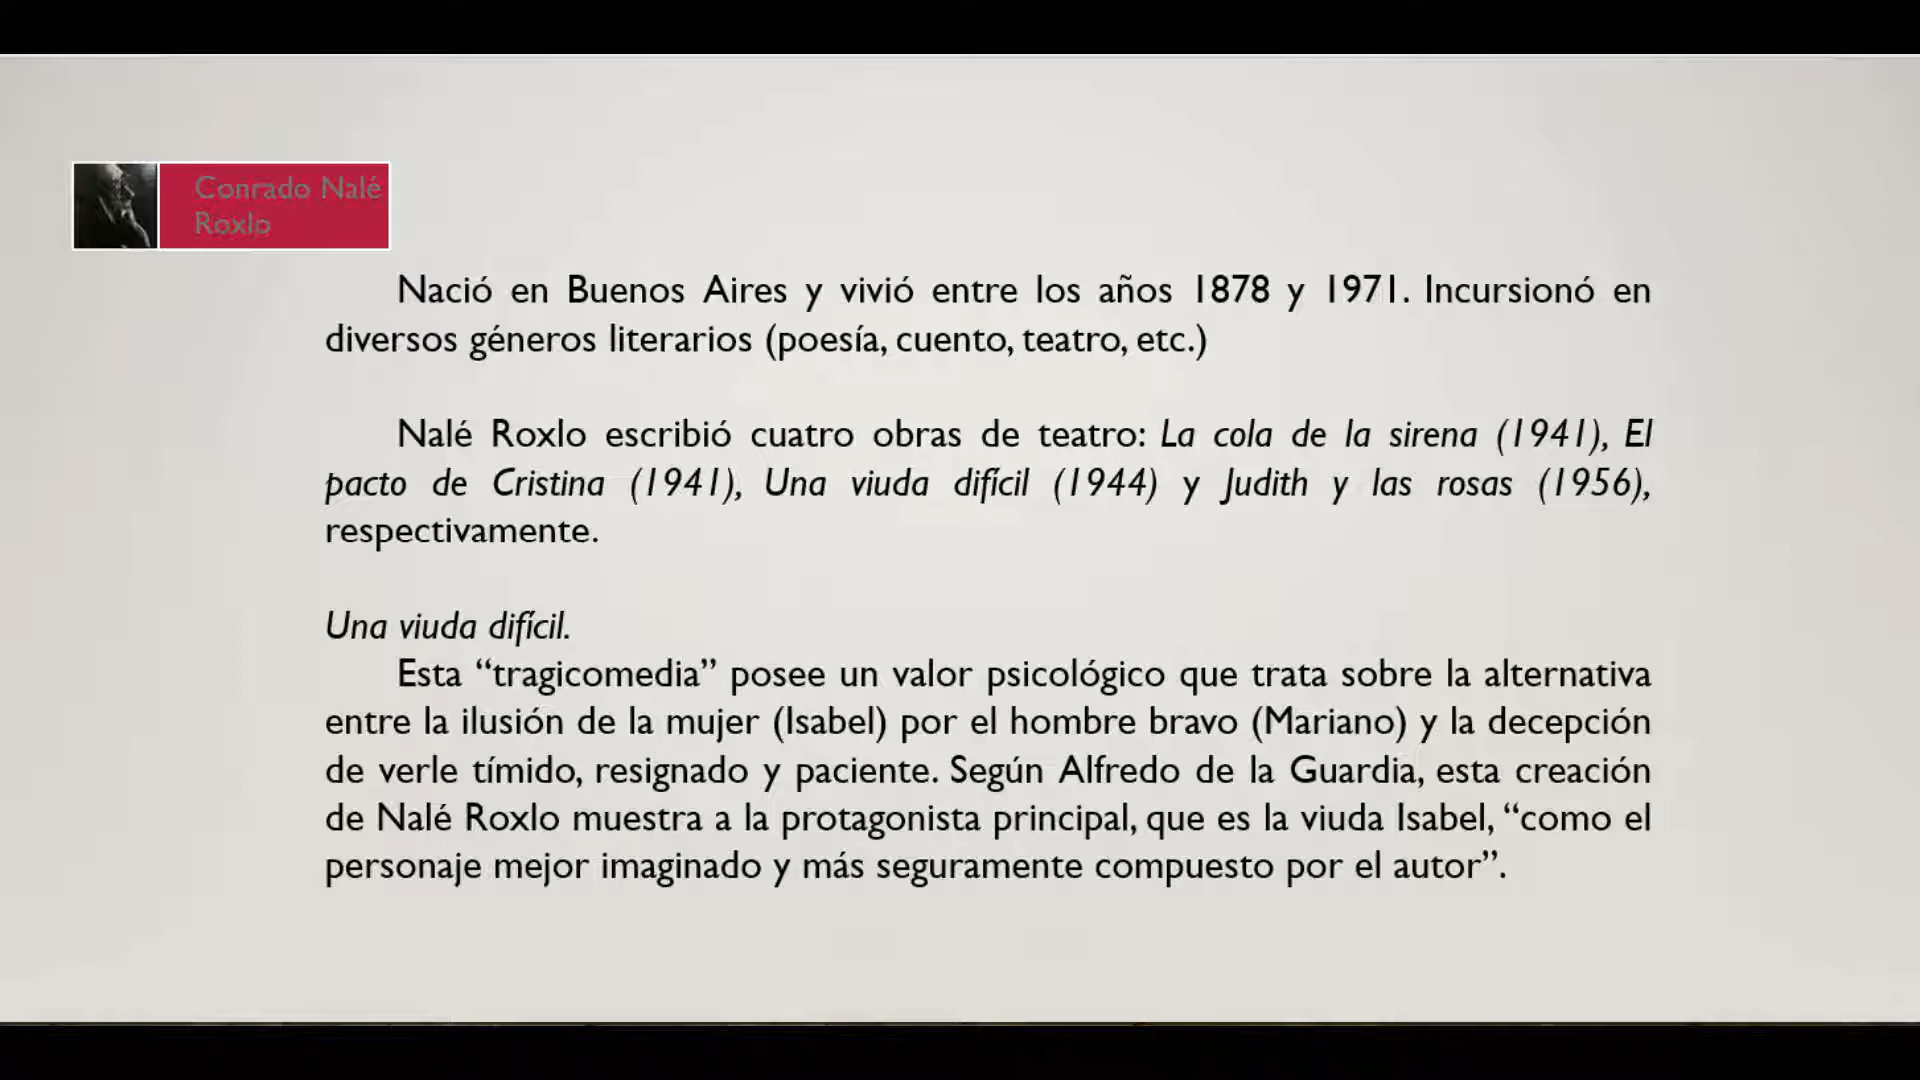 Conrado Nalé
Roxlo
Nació en Buenos Aires y vivió entre los años 1878 y 1971. Incursionó en
diversos géneros literarios (poesía, cuento, teatro, etc.)
Nalé Roxlo escribió cuatro obras de teatro: La cola de la sirena (1941), El
pacto de Cristina (1941), Una viuda difícil (1944) y Judith y las rosas (1956),
respectivamente.
Una viuda difícil.
Esta “tragicomedia” posee un valor psicológico que trata sobre la alternativa
entre la ilusión de la mujer (Isabel) por el hombre bravo (Mariano) y la decepción
de verle tímido, resignado y paciente. Según Alfredo de la Guardia, esta creación
de Nalé Roxlo muestra a la protagonista principal, que es la viuda Isabel, “como el
personaje mejor imaginado y más seguramente compuesto por el autor”.